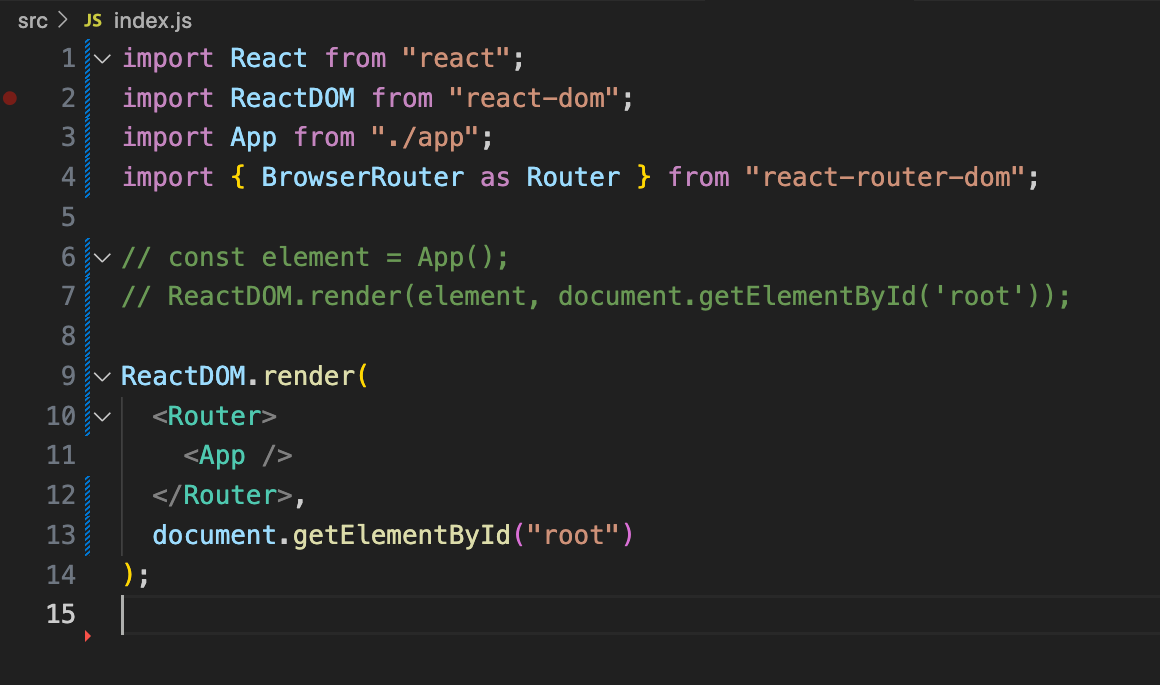 src > JS index.js
1 import React from "react";
2 import ReactDOM from "react-dom";
3 import App from "./app";
4 import { BrowserRouter as Router } from "react-router-dom";
5
6 // const element = App();
7 // ReactDOM.render(element, document.getElementById('root'));
8
9 ReactDOM.render(
10   <Router>
11     <App />
12   </Router>,
13   document.getElementById("root")
14 );
15